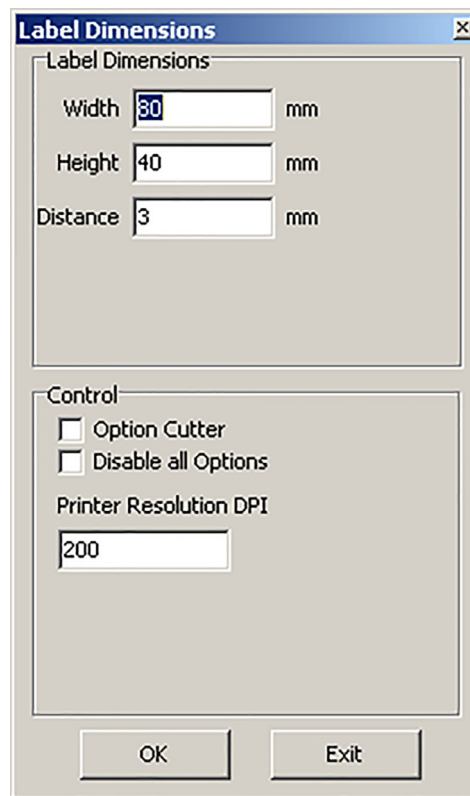 Label Dimensions
Label Dimensions
Width 80 mm
Height 40 mm
Distance 3 mm
Control
Option Cutter
Disable all Options
Printer Resolution DPI
200
OK Exit